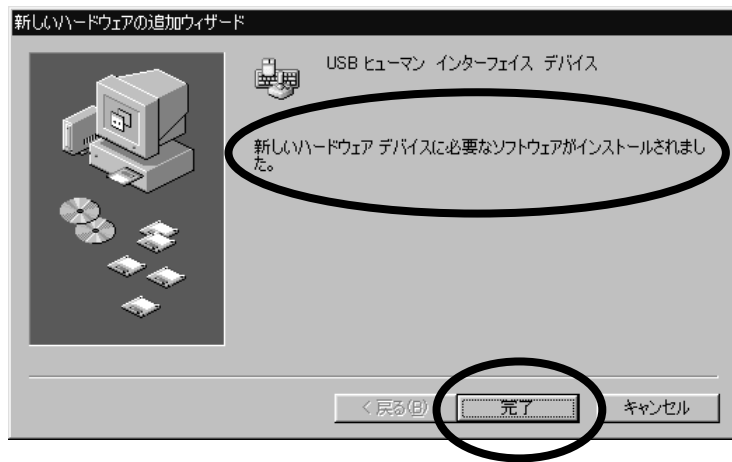 新しいハードウェアの追加ウィザード
USB ヒューマン インターフェイス デバイス
新しいハードウェア デバイスに必要なソフトウェアがインストールされまし
た。
< 戻る(B)
完了
キャンセル